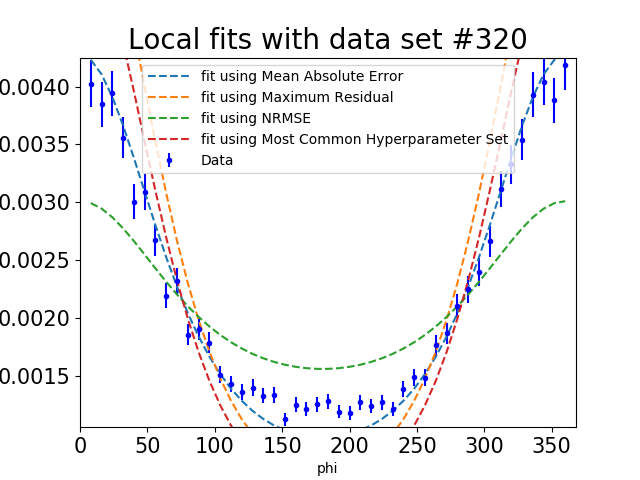 Local fits with data set #320
fit using Mean Absolute Error
fit using Maximum Residual
fit using NRMSE
fit using Most Common Hyperparameter Set
Data
0.0040
0.0035
0.0030
0.0025
0.0020
0.0015
0 50 100 150 200 250 300 350
phi